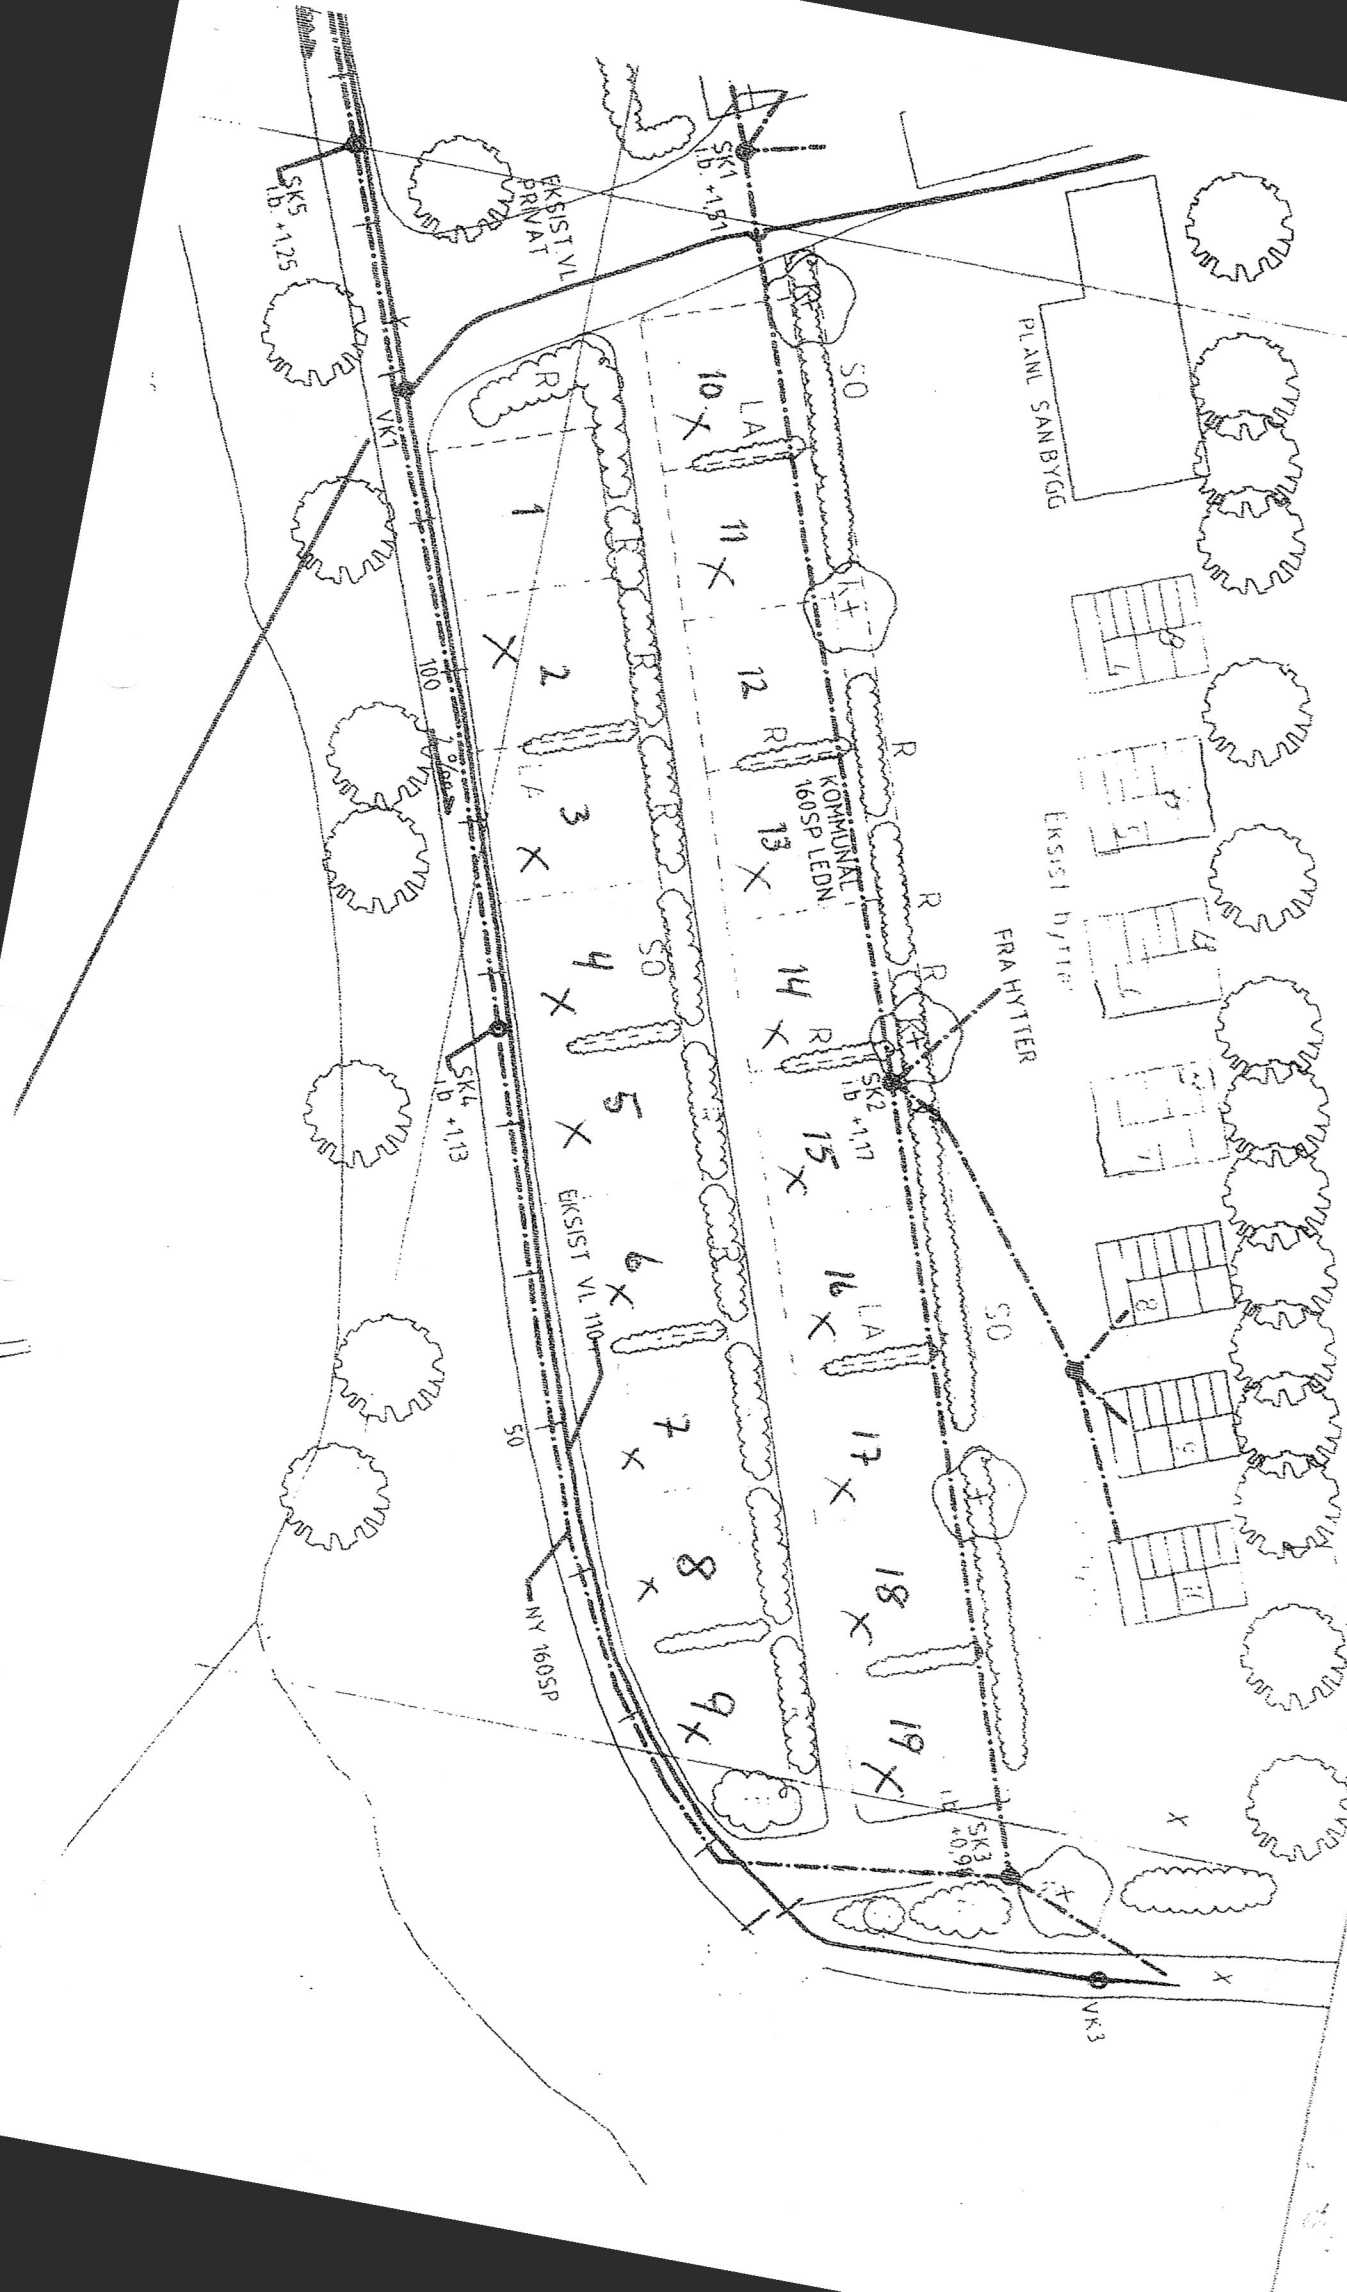 SK5
i.b. +1,25
EKSIST VL
PRIVAT
SK1
i.b. +1,51
VK1
PLANL SANBYGG
SO
R
10
LA
1
11
R
R
2
12
R
R
100
LA
3
R
KOMMUNAL
160SP LEDN
13
R
Eksist hytter
4
SO
14
R
R
FRA HYTTER
SK4
i.b +1,13
SK2
i.b +1,17
5
15
EKSIST VL 110
6
16
LA
SO
50
7
17
NY 160SP
8
18
9
19
SK3
i.b
VK3